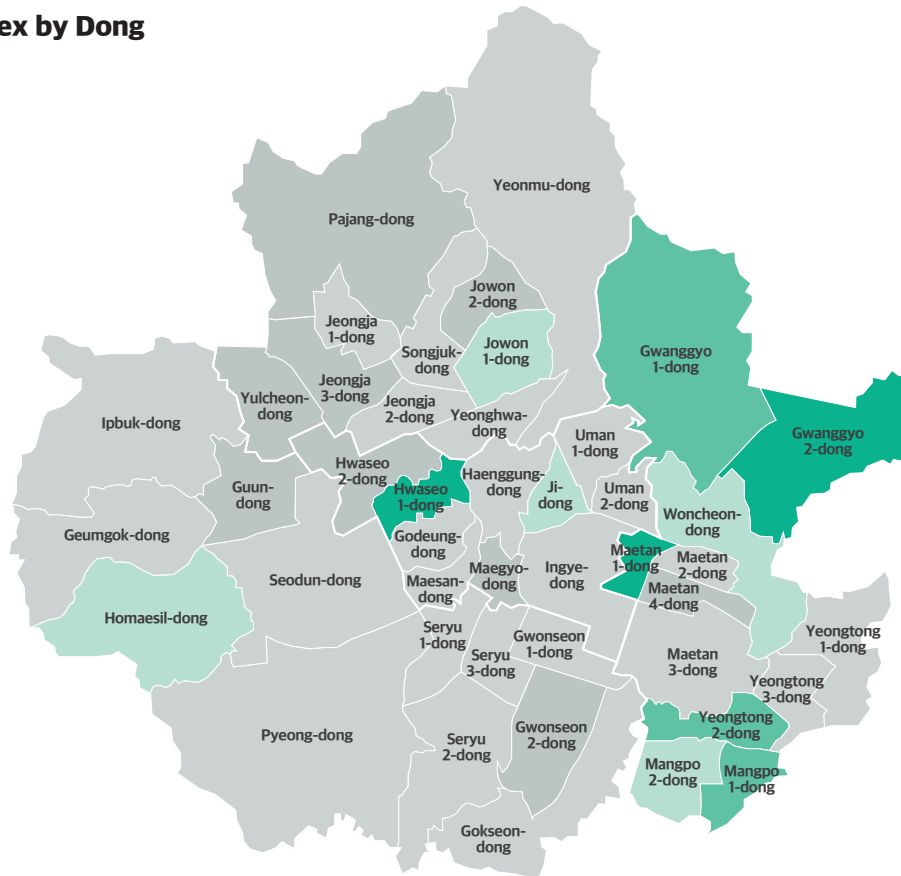 ex by Dong
Yeonmu-dong
Pajang-dong
Jowon
2-dong
Jeongja
1-dong
Songjuk-
dong
Jowon
1-dong
Gwanggyo
1-dong
Jeongja
3-dong
Yulcheon-
dong
Jeongja
2-dong
Yeonghwa-
dong
Ipbuk-dong
Uman
1-dong
Gwanggyo
2-dong
Hwaseo
2-dong
Haenggung-
dong
Guun-
dong
Hwaseo
1-dong
Ji-
dong
Uman
2-dong
Woncheon-
dong
Geumgok-dong
Godeung-
dong
Maetan
1-dong
Maetan
2-dong
Seodun-dong
Maesan-
dong
Maegyo-
dong
Ingye-
dong
Maetan
4-dong
Homaesil-dong
Seryu
1-dong
Gwonseon
1-dong
Yeongtong
1-dong
Seryu
3-dong
Maetan
3-dong
Yeongtong
3-dong
Pyeong-dong
Seryu
2-dong
Gwonseon
2-dong
Yeongtong
2-dong
Mangpo
2-dong
Mangpo
1-dong
Gokseon-
dong